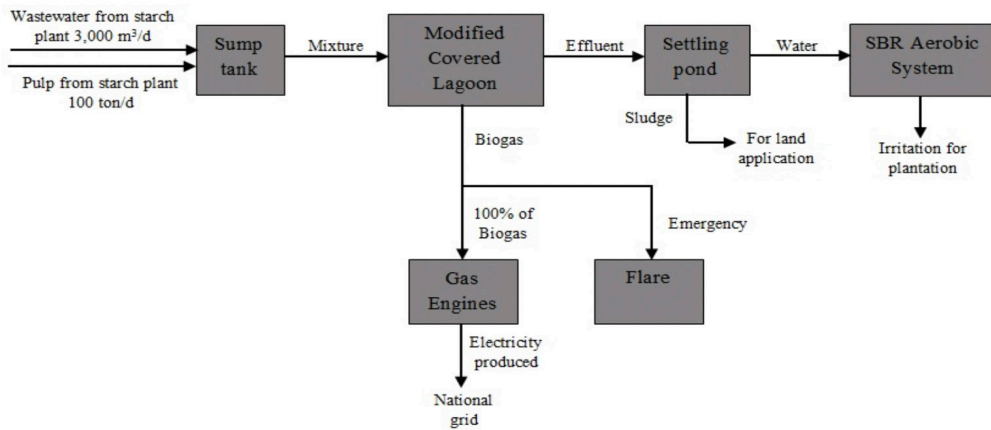 Wastewater from starch
plant 3,000 m³/d
Pulp from starch plant
100 ton/d
Sump
tank
Mixture
Modified
Covered
Lagoon
Effluent
Settling
pond
Water
SBR Aerobic
System
Sludge
For land
application
Irritation for
plantation
Biogas
100% of
Biogas
Emergency
Gas
Engines
Flare
Electricity
produced
National
grid